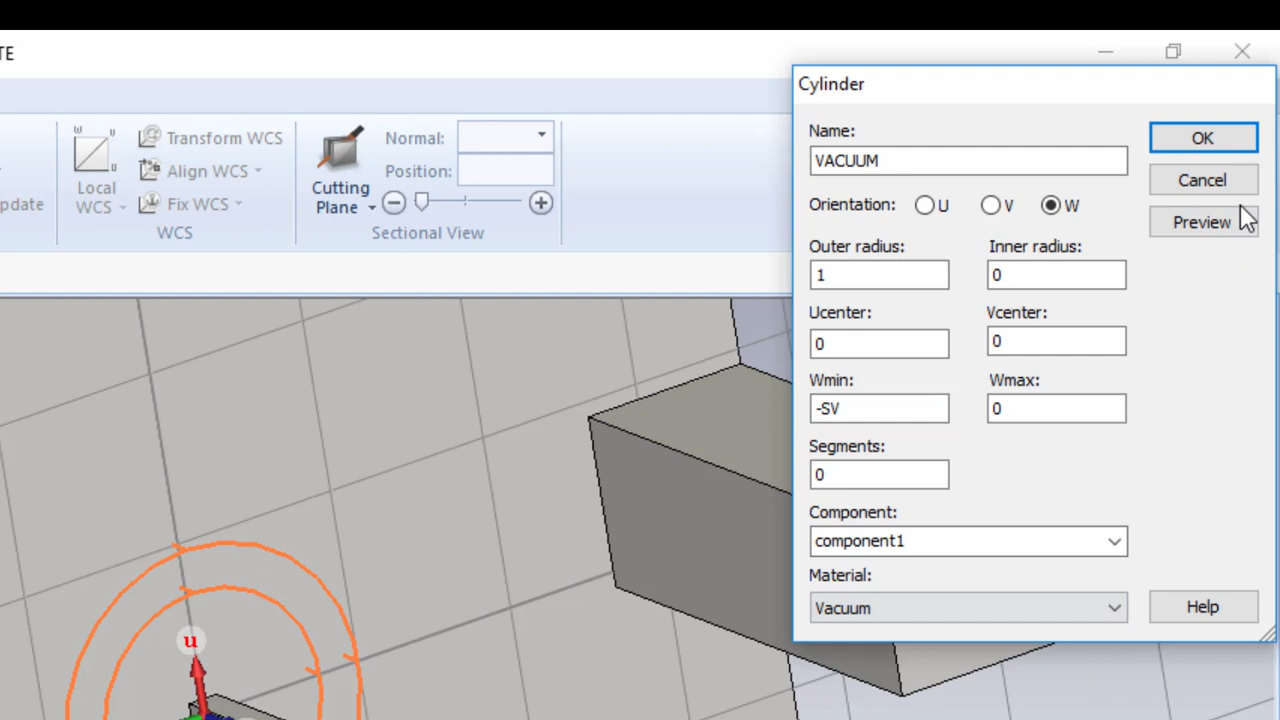 TE
Cylinder
Name:
VACUUM
OK
Cancel
Preview
Orientation: U V W
Outer radius: Inner radius:
1 0
Ucenter: Vcenter:
0 0
Wmin: Wmax:
-SV 0
Segments:
0
Component:
component1
Material:
Vacuum
Help
w u
u
Local
WCS
Transform WCS
Align WCS
Fix WCS
WCS
pdate
Cutting
Plane
Normal:
Position:
Sectional View
u